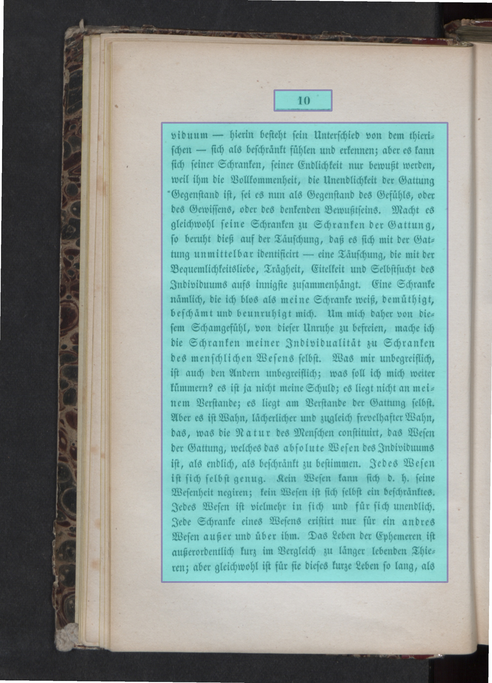 10
viduum — hierin besteht sein Unterschied von dem thieri-
schen — sich als beschränkt fühlen und erkennen; aber es kann
sich seiner Schranken, seiner Endlichkeit nur bewußt werden,
weil ihm die Vollkommenheit, die Unendlichkeit der Gattung
Gegenstand ist, sei es nun als Gegenstand des Gefühls, oder
des Gewissens, oder des denkenden Bewußtseins. Macht es
gleichwohl seine Schranken zu Schranken der Gattung,
so beruht dieß auf der Täuschung, daß es sich mit der Gat-
tung unmittelbar identificirt — eine Täuschung, die mit der
Bequemlichkeitsliebe, Trägheit, Eitelkeit und Selbstsucht des
Individuums aufs innigste zusammenhängt. Eine Schranke
nämlich, die ich blos als meine Schranke weiß, demüthigt,
beschämt und beunruhigt mich. Um mich daher von die-
sem Schamgefühl, von dieser Unruhe zu befreien, mache ich
die Schranken meiner Individualität zu Schranken
des menschlichen Wesens selbst. Was mir unbegreiflich,
ist auch den Andern unbegreiflich; was soll ich mich weiter
kümmern? es ist ja nicht meine Schuld; es liegt nicht an mei-
nem Verstande; es liegt am Verstande der Gattung selbst.
Aber es ist Wahn, lächerlicher und zugleich frevelhafter Wahn,
das, was die Natur des Menschen constituirt, das Wesen
der Gattung, welches das absolute Wesen des Individuums
ist, als endlich, als beschränkt zu bestimmen. Jedes Wesen
ist sich selbst genug. Kein Wesen kann sich d. h. seine
Wesenheit negiren; kein Wesen ist sich selbst ein beschränktes.
Jedes Wesen ist vielmehr in sich und für sich unendlich.
Jede Schranke eines Wesens existirt nur für ein andres
Wesen außer und über ihm. Das Leben der Ephemeren ist
außerordentlich kurz im Vergleich zu länger lebenden Thie-
ren; aber gleichwohl ist für sie dieses kurze Leben so lang, als